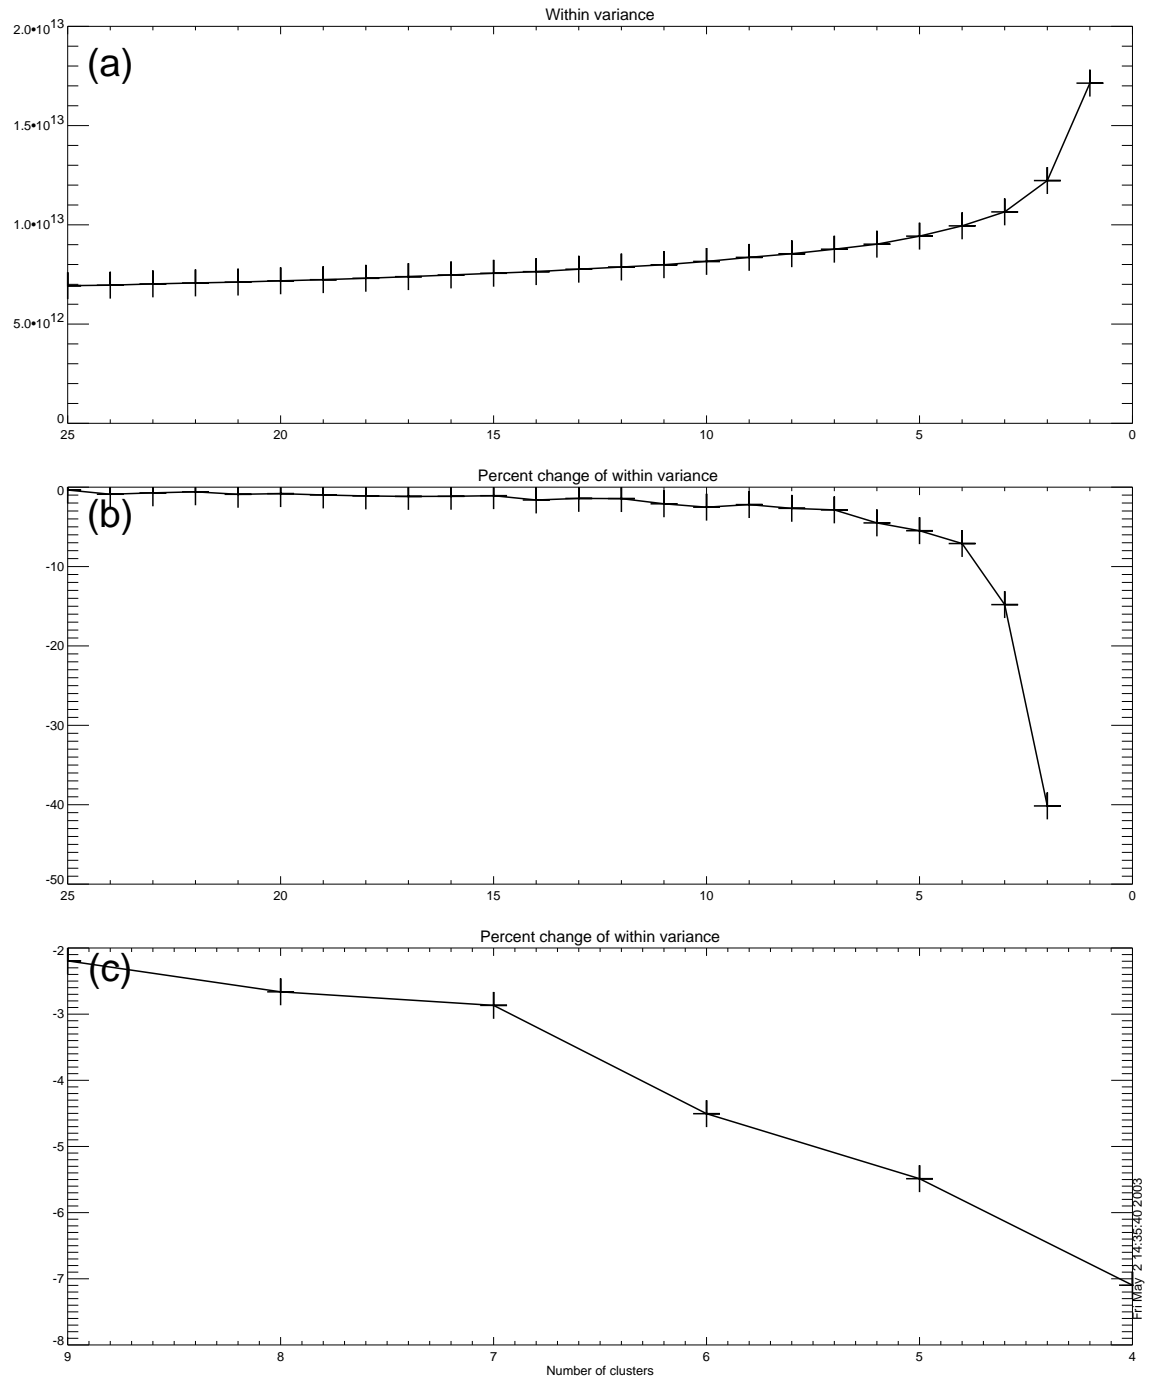 Within variance
(a)
2.0•10^13
1.5•10^13
1.0•10^13
5.0•10^12
0
25 20 15 10 5 0
Percent change of within variance
(b)
0
-10
-20
-30
-40
-50
25 20 15 10 5 0
Percent change of within variance
(c)
-2
-3
-4
-5
-6
-7
-8
9 8 7 6 5 4
Number of clusters
Fri May 2 14:35:40 2003